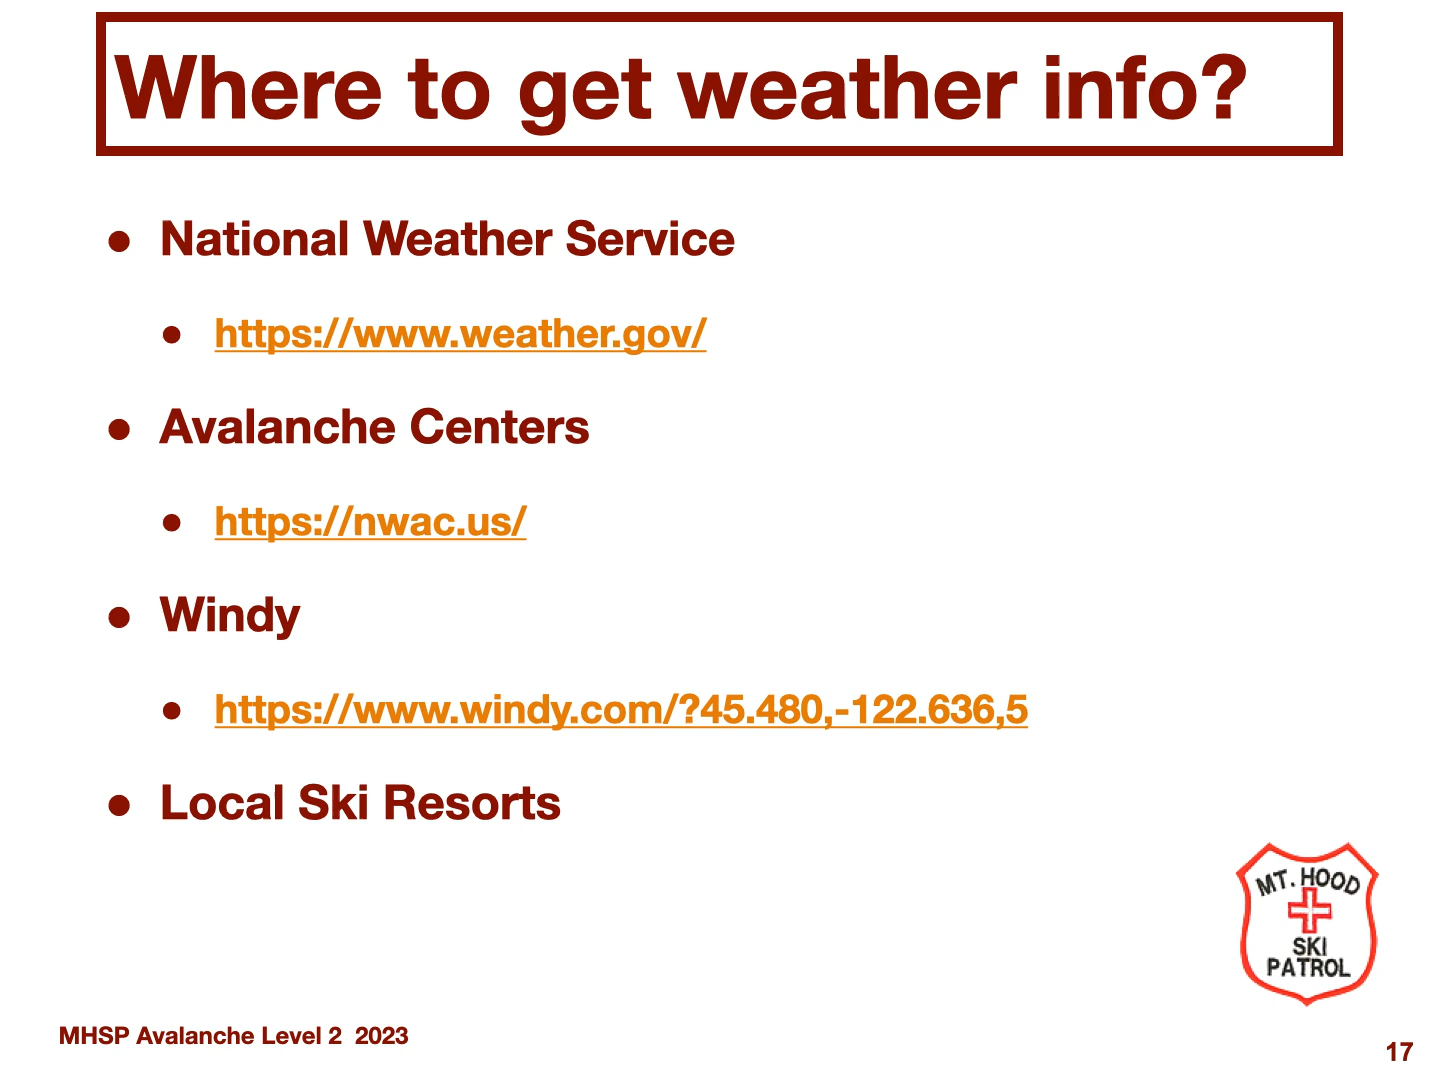 Where to get weather info?
● National Weather Service
● https://www.weather.gov/
● Avalanche Centers
● https://nwac.us/
● Windy
● https://www.windy.com/?45.480,-122.636,5
● Local Ski Resorts
MT. HOOD
SKI
PATROL
MHSP Avalanche Level 2  2023
17